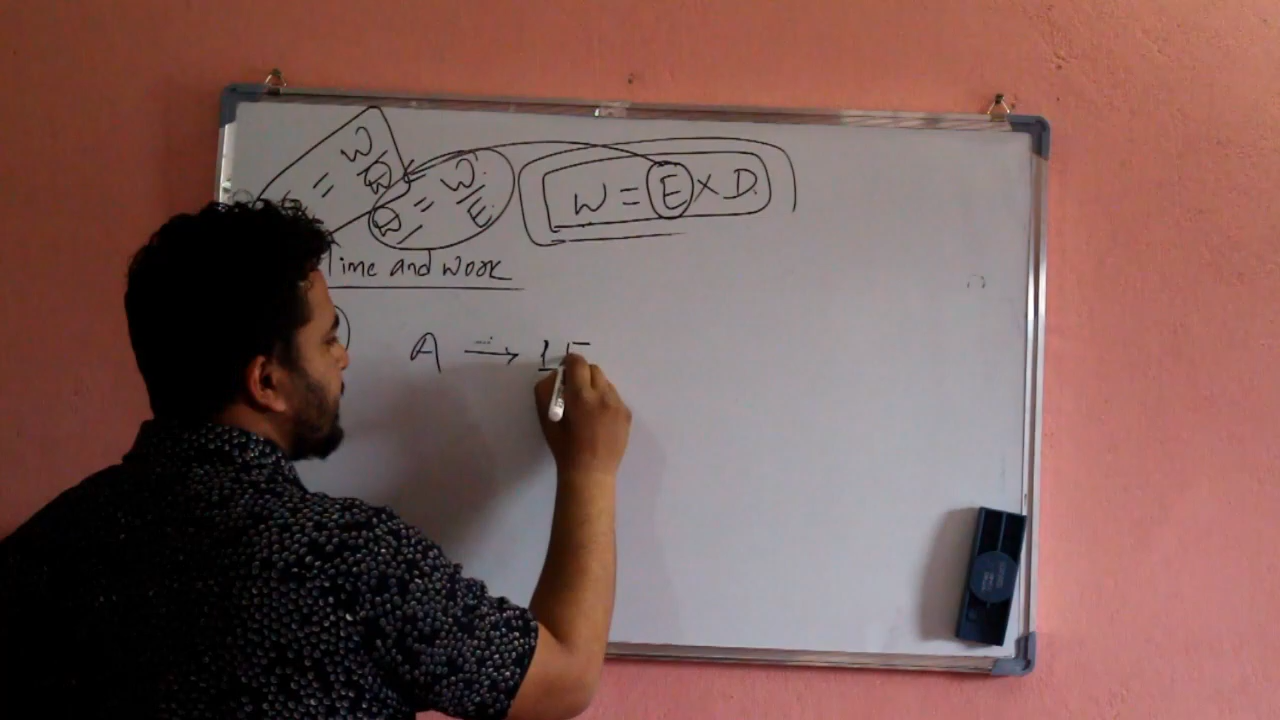 = W/D
D = W/E
W = E × D
Time and work
A → 15